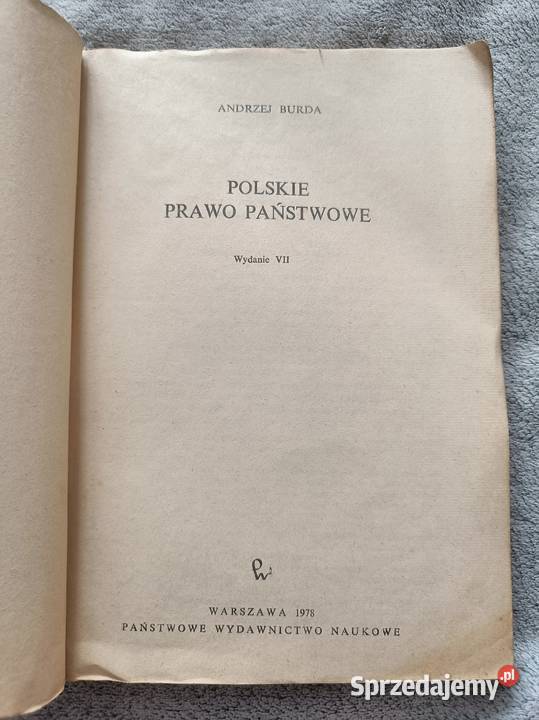 ANDRZEJ BURDA
POLSKIE
PRAWO PAŃSTWOWE
Wydanie VII
WARSZAWA 1978
PAŃSTWOWE WYDAWNICTWO NAUKOWE
Sprzedajemy.pl